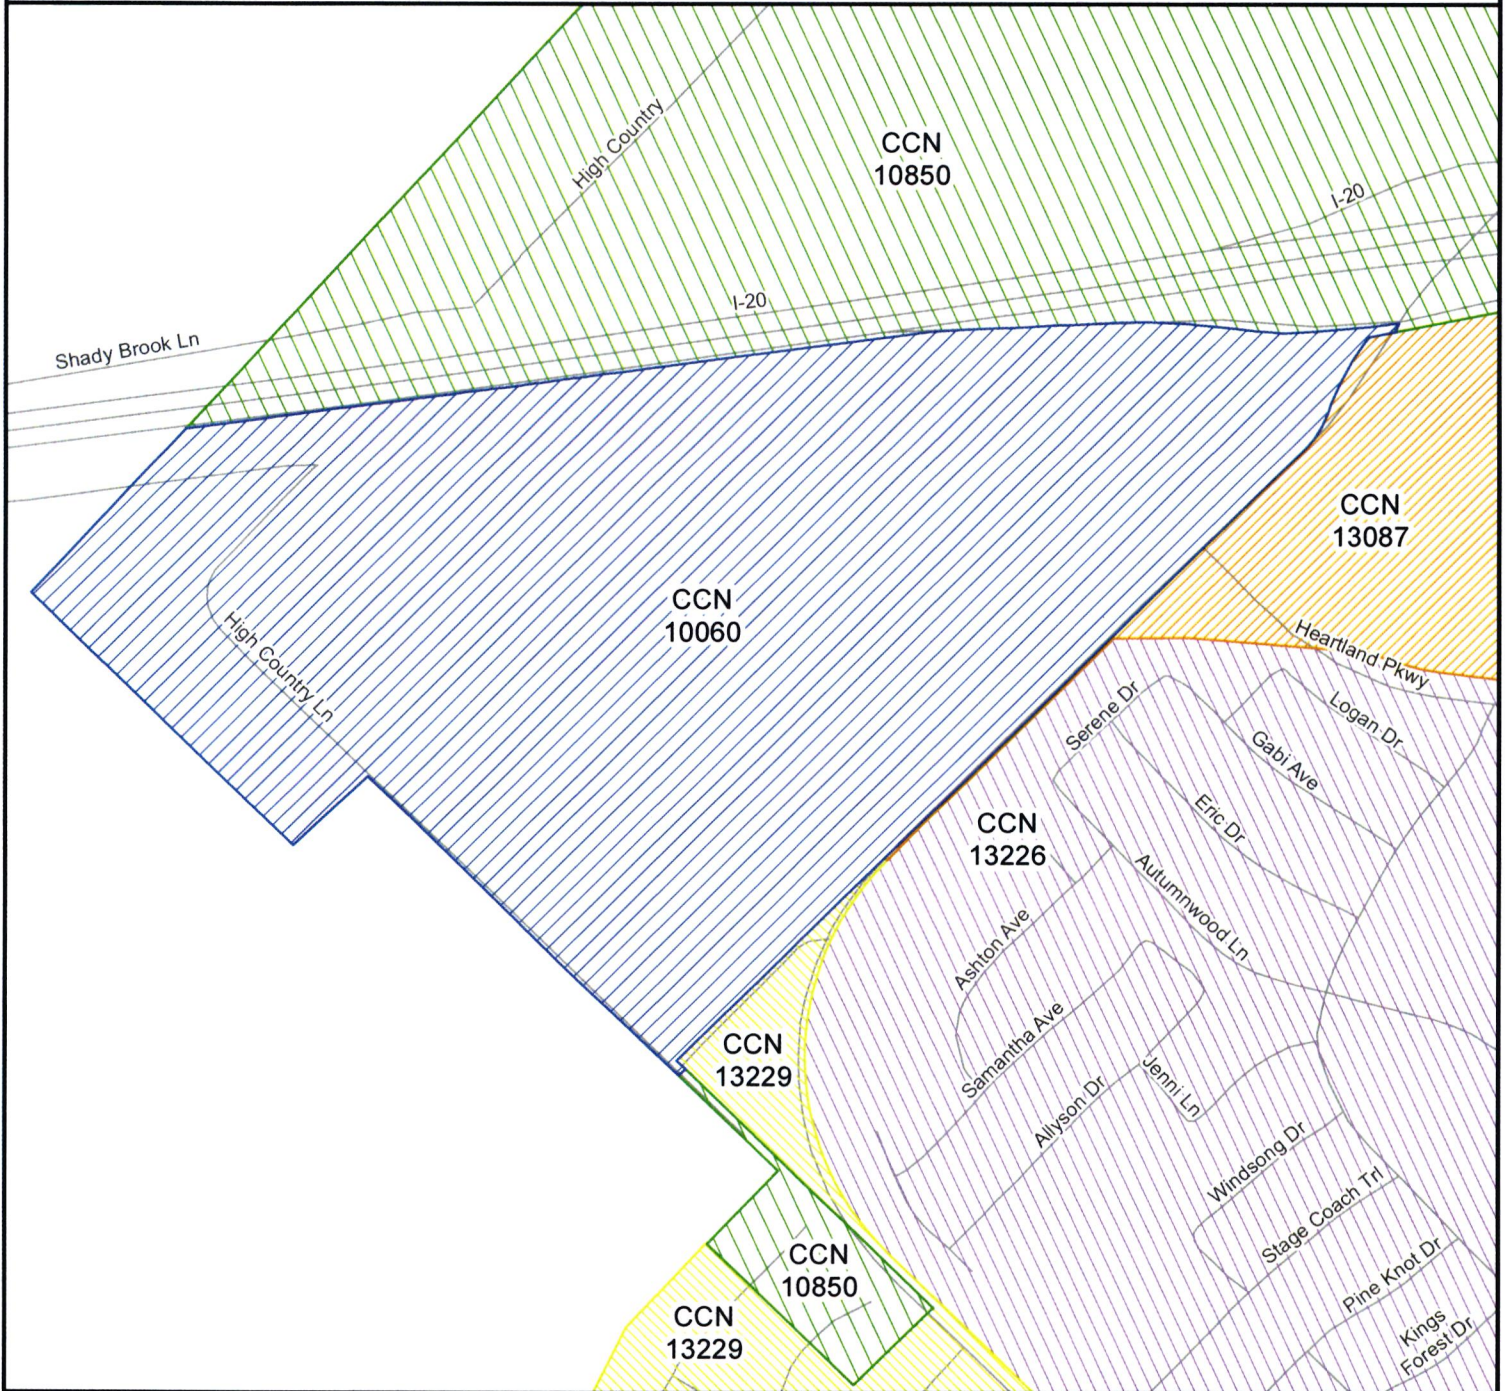 High Country
CCN
10850
I-20
I-20
Shady Brook Ln
CCN
13087
CCN
10060
High Country Ln
Heartland Pkwy
Serene Dr
Logan Dr
Gabi Ave
Eric Dr
CCN
13226
Autumnwood Ln
Ashton Ave
Samantha Ave
CCN
13229
Jenni Ln
Allyson Dr
Windsong Dr
Stage Coach Trl
CCN
10850
Pine Knot Dr
CCN
13229
Kings
Forest Dr